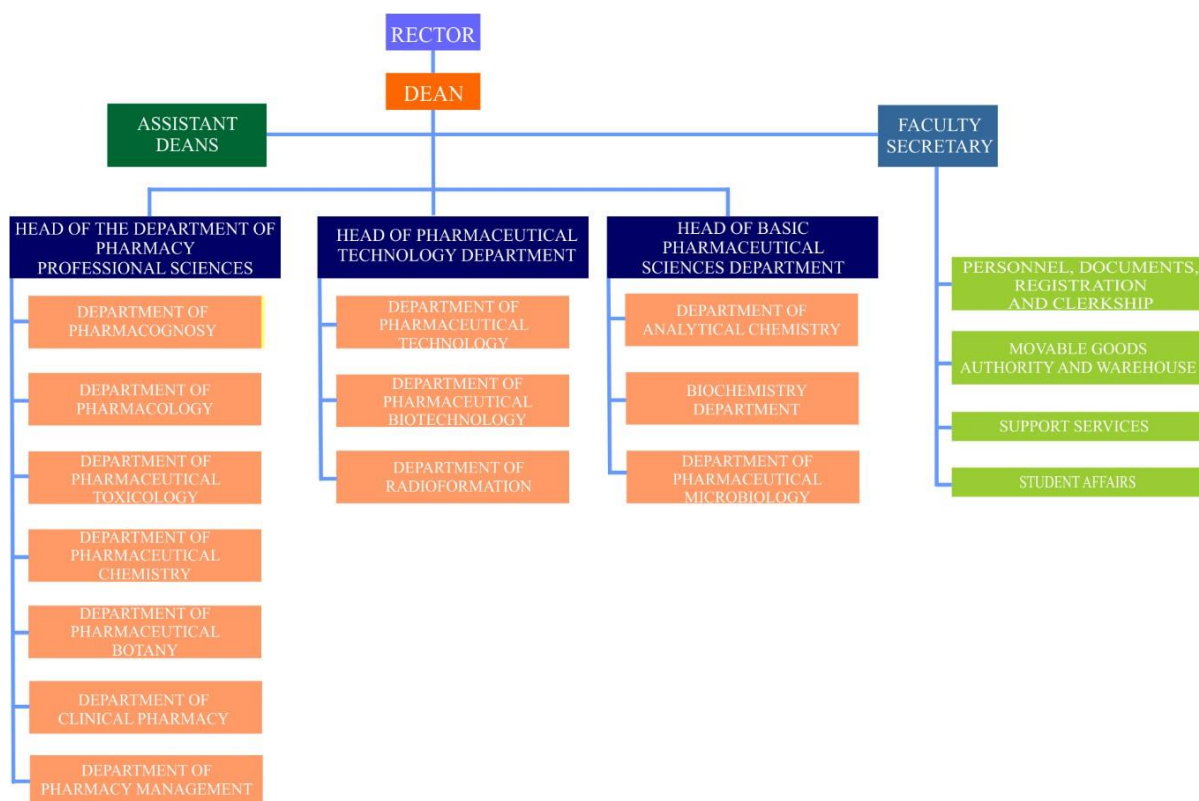 RECTOR
DEAN
ASSISTANT
DEANS
FACULTY
SECRETARY
HEAD OF THE DEPARTMENT OF
PHARMACY
PROFESSIONAL SCIENCES
DEPARTMENT OF
PHARMACOGNOSY
DEPARTMENT OF
PHARMACOLOGY
DEPARTMENT OF
PHARMACEUTICAL
TOXICOLOGY
DEPARTMENT OF
PHARMACEUTICAL
CHEMISTRY
DEPARTMENT OF
PHARMACEUTICAL
BOTANY
DEPARTMENT OF
CLINICAL PHARMACY
DEPARTMENT OF
PHARMACY MANAGEMENT
HEAD OF PHARMACEUTICAL
TECHNOLOGY DEPARTMENT
DEPARTMENT OF
PHARMACEUTICAL
TECHNOLOGY
DEPARTMENT OF
PHARMACEUTICAL
BIOTECHNOLOGY
DEPARTMENT OF
RADIOFORMATION
HEAD OF BASIC
PHARMACEUTICAL
SCIENCES DEPARTMENT
DEPARTMENT OF
ANALYTICAL CHEMISTRY
BIOCHEMISTRY
DEPARTMENT
DEPARTMENT OF
PHARMACEUTICAL
MICROBIOLOGY
PERSONNEL, DOCUMENTS,
REGISTRATION
AND CLERKSHIP
MOVABLE GOODS
AUTHORITY AND WAREHOUSE
SUPPORT SERVICES
STUDENT AFFAIRS